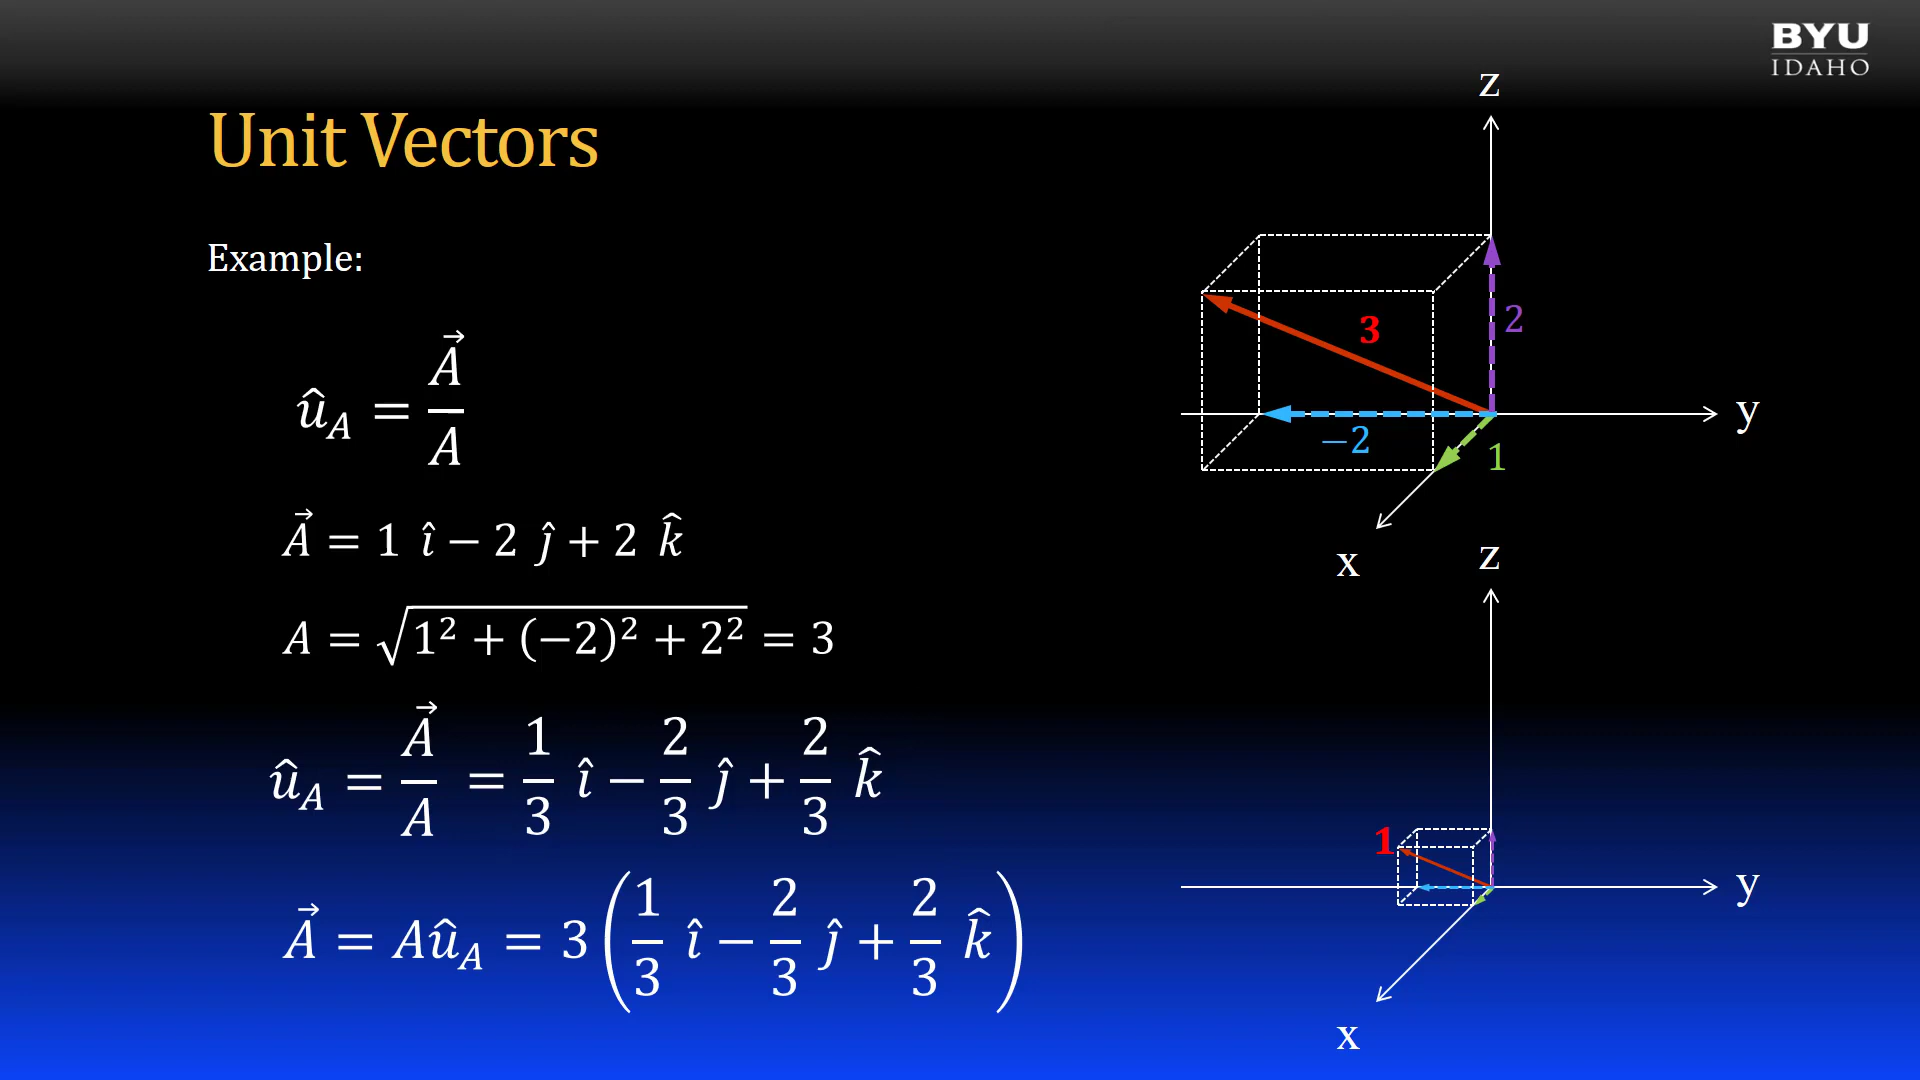 BYU
IDAHO
Unit Vectors
Example:
û_A = A⃗ / A
A⃗ = 1 î − 2 ĵ + 2 k̂
A = √(1² + (−2)² + 2²) = 3
û_A = A⃗ / A = 1/3 î − 2/3 ĵ + 2/3 k̂
A⃗ = Aû_A = 3 (1/3 î − 2/3 ĵ + 2/3 k̂)
z
3
2
y
−2
1
x
z
1
y
x